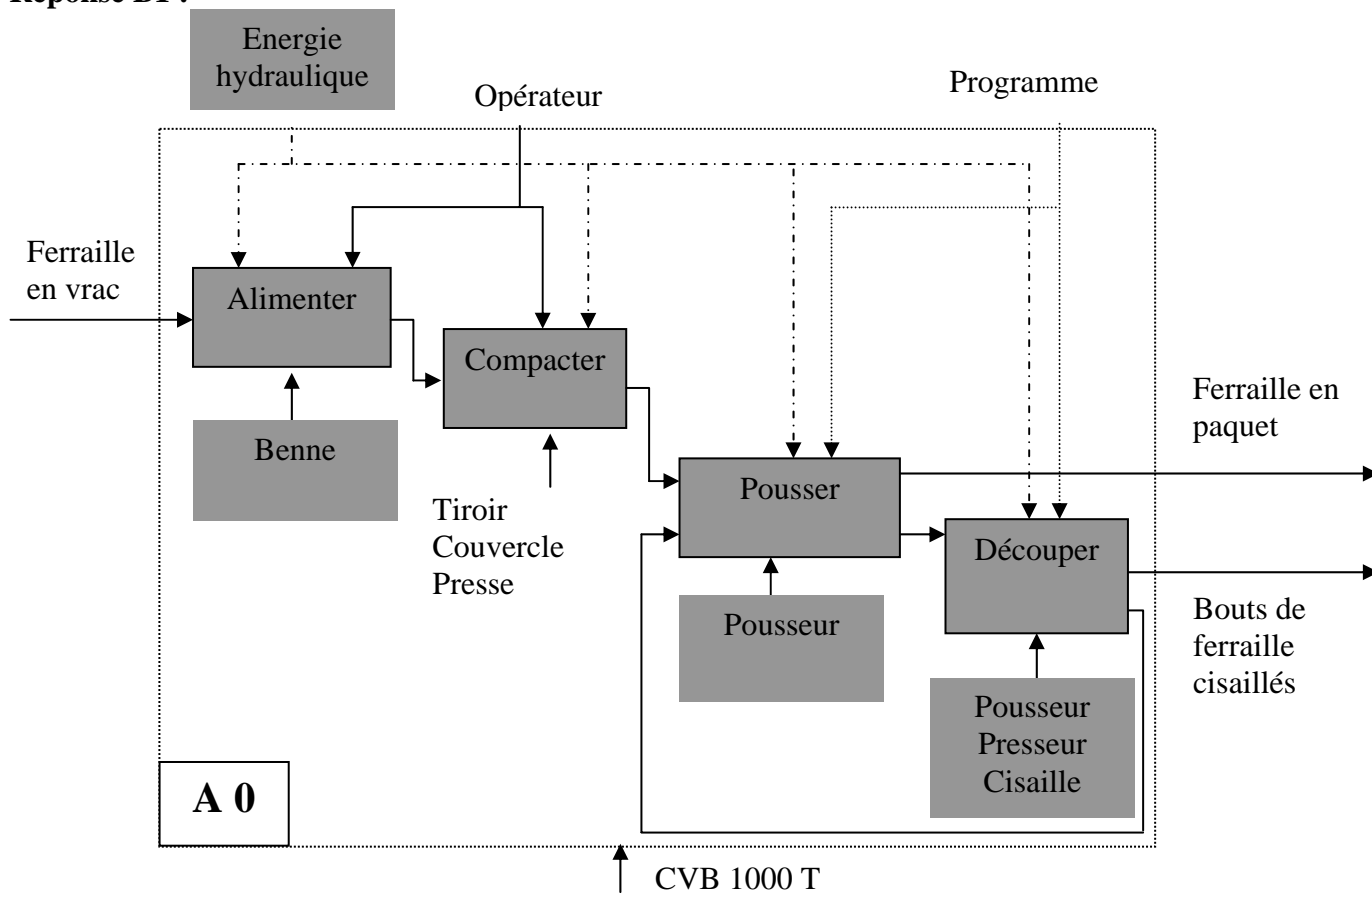 Réponse B1 :
Energie
hydraulique
Opérateur
Programme
Ferraille
en vrac
Alimenter
Compacter
Benne
Ferraille en
paquet
Pousser
Tiroir
Couvercle
Presse
Découper
Pousseur
Bouts de
ferraille
cisaillés
Pousseur
Presseur
Cisaille
A 0
CVB 1000 T